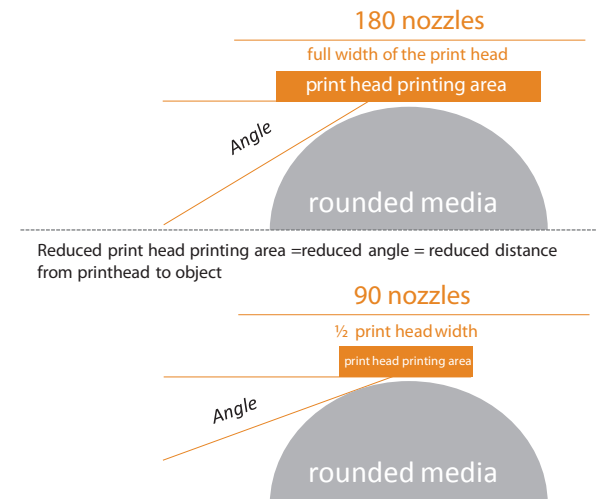 180 nozzles
full width of the print head
print head printing area
Angle
rounded media
Reduced print head printing area =reduced angle = reduced distance
from printhead to object
90 nozzles
½ print head width
print head printing area
Angle
rounded media